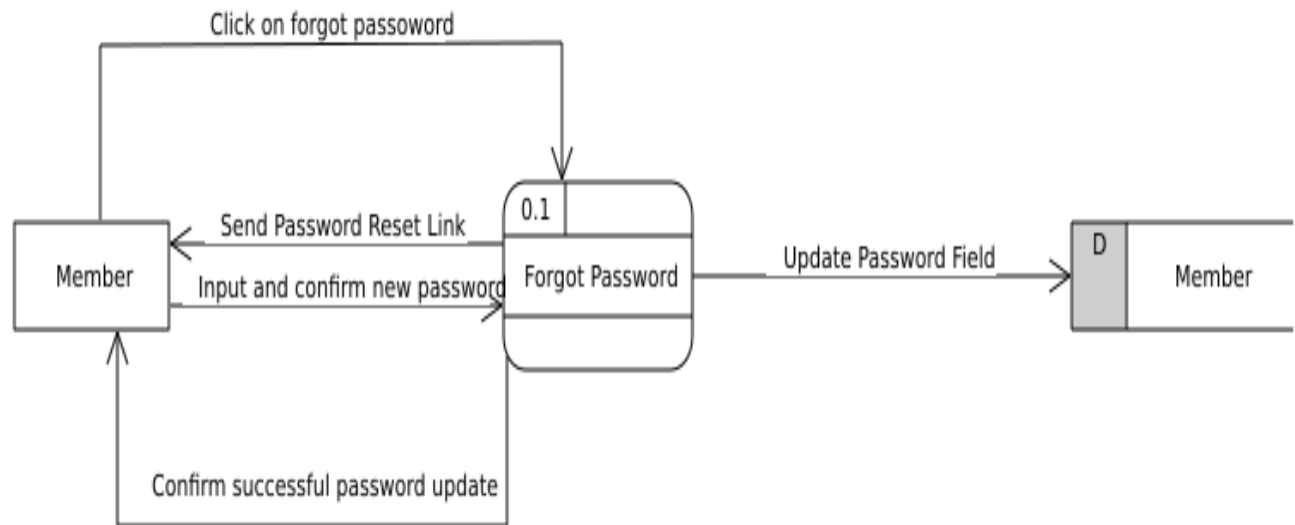 Click on forgot passoword
0.1
Send Password Reset Link
Member
Input and confirm new password
Forgot Password
Update Password Field
D
Member
Confirm successful password update